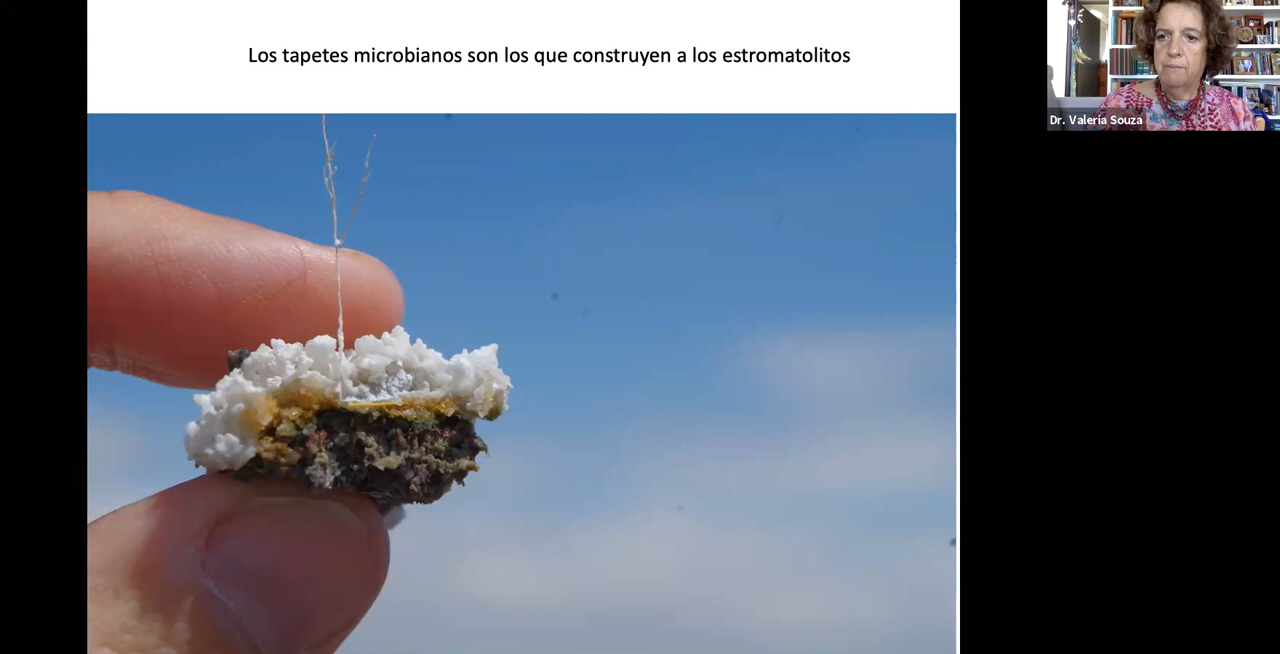 Los tapetes microbianos son los que construyen a los estromatolitos
Dr. Valeria Souza